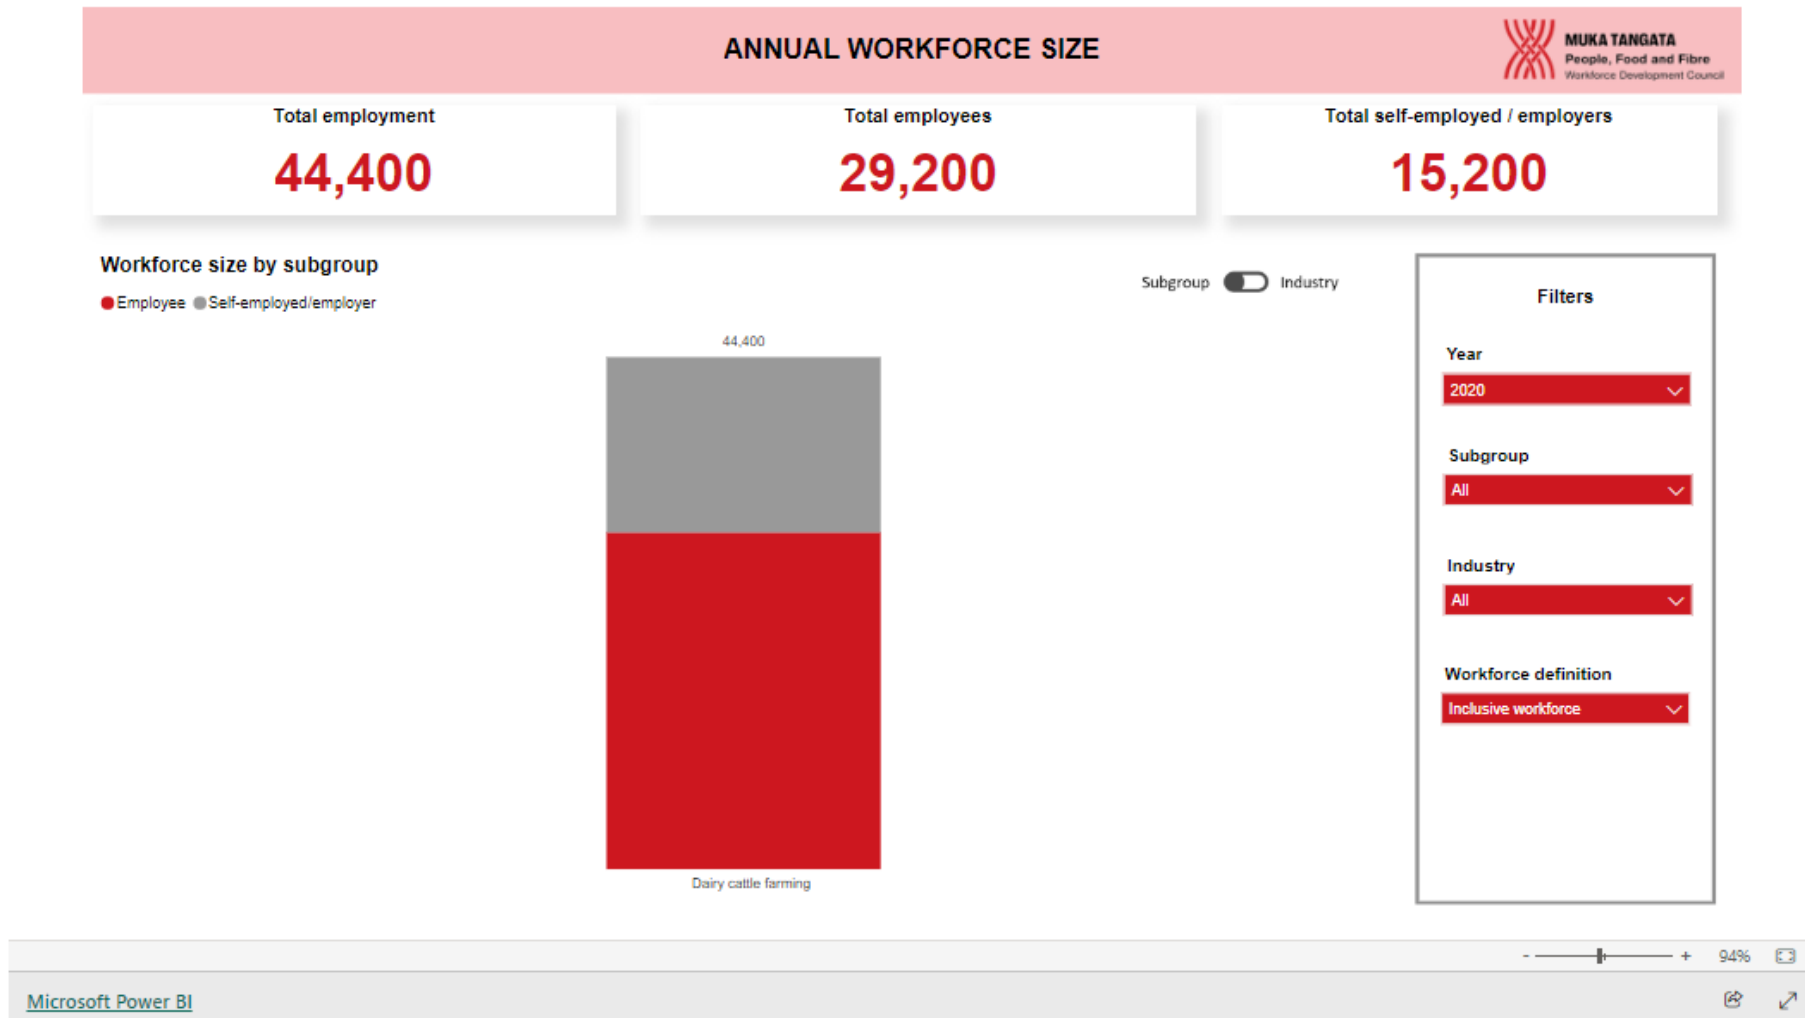 ANNUAL WORKFORCE SIZE
MUKA TANGATA
People, Food and Fibre
Workforce Development Council
Total employment
44,400
Total employees
29,200
Total self-employed / employers
15,200
Workforce size by subgroup
Employee Self-employed/employer
Subgroup Industry
44,400
Dairy cattle farming
Filters
Year
2020
Subgroup
All
Industry
All
Workforce definition
Inclusive workforce
- + 94%
Microsoft Power BI